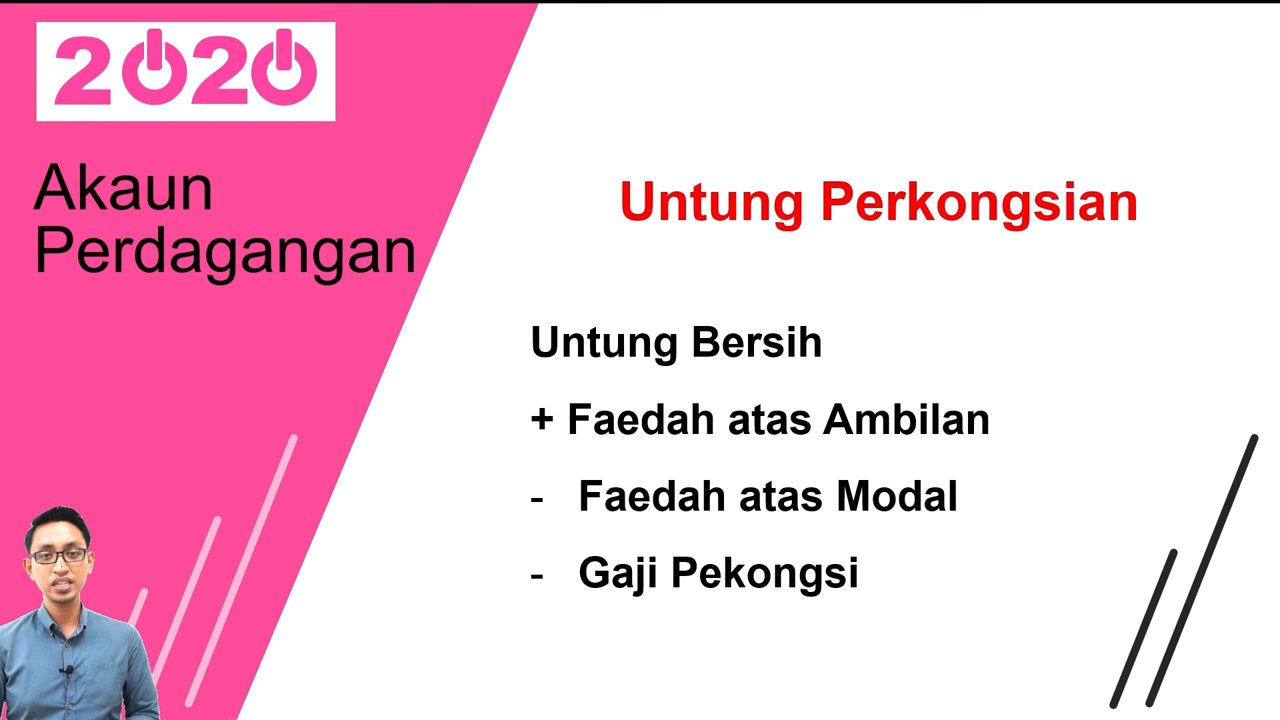 2020
Akaun
Perdagangan
Untung Perkongsian
Untung Bersih
+ Faedah atas Ambilan
- Faedah atas Modal
- Gaji Pekongsi